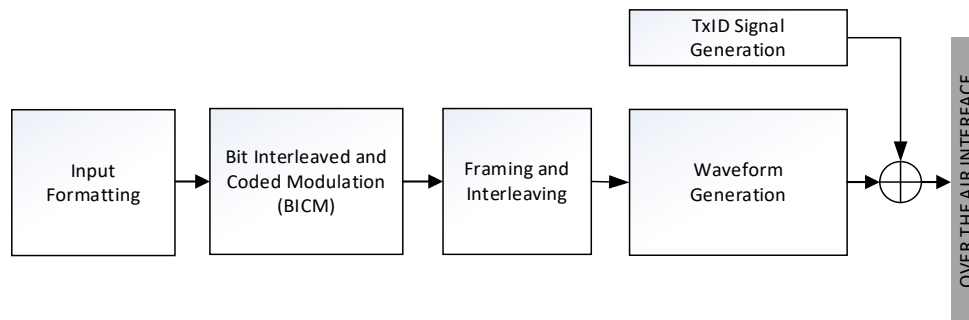 TxID Signal
Generation
Input
Formatting
Bit Interleaved and
Coded Modulation
(BICM)
Framing and
Interleaving
Waveform
Generation
OVER THE AIR INTERFACE